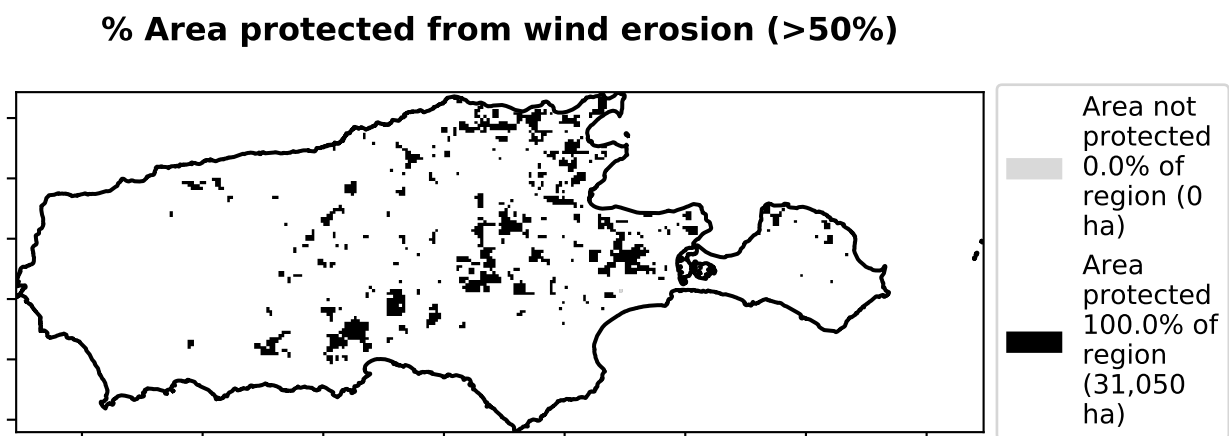 % Area protected from wind erosion (>50%)
Area not
protected
0.0% of
region (0
ha)
Area
protected
100.0% of
region
(31,050
ha)